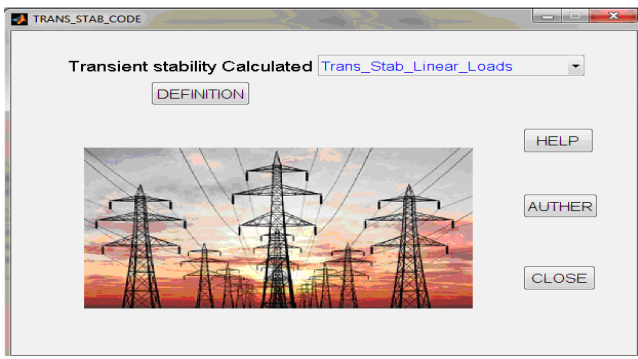 TRANS_STAB_CODE
Transient stability Calculated Trans_Stab_Linear_Loads
DEFINITION
HELP
AUTHER
CLOSE